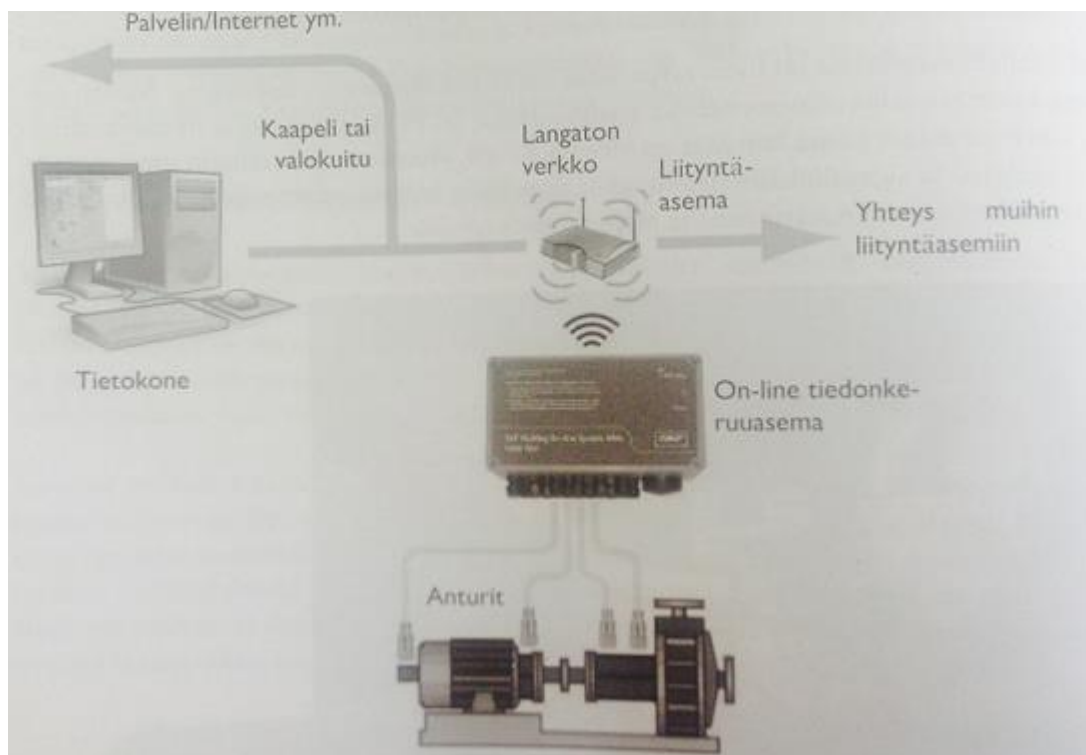 Palvelin/Internet ym.
Kaapeli tai
valokuitu
Langaton
verkko
Liityntä-
asema
Yhteys muihin
liityntäasemiin
Tietokone
On-line tiedonke-
ruuasema
Anturit